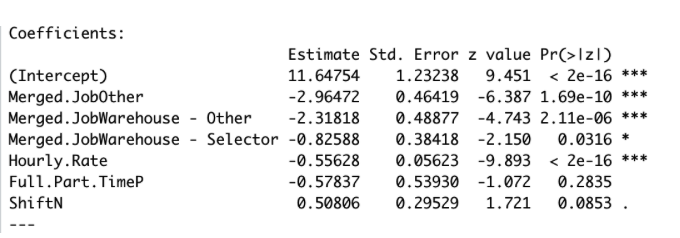 Coefficients:
Estimate Std. Error z value Pr(>|z|)
(Intercept) 11.64754 1.23238 9.451 < 2e-16 ***
Merged.JobOther -2.96472 0.46419 -6.387 1.69e-10 ***
Merged.JobWarehouse - Other -2.31818 0.48877 -4.743 2.11e-06 ***
Merged.JobWarehouse - Selector -0.82588 0.38418 -2.150 0.0316 *
Hourly.Rate -0.55628 0.05623 -9.893 < 2e-16 ***
Full.Part.TimeP -0.57837 0.53930 -1.072 0.2835
ShiftN 0.50806 0.29529 1.721 0.0853 .
---